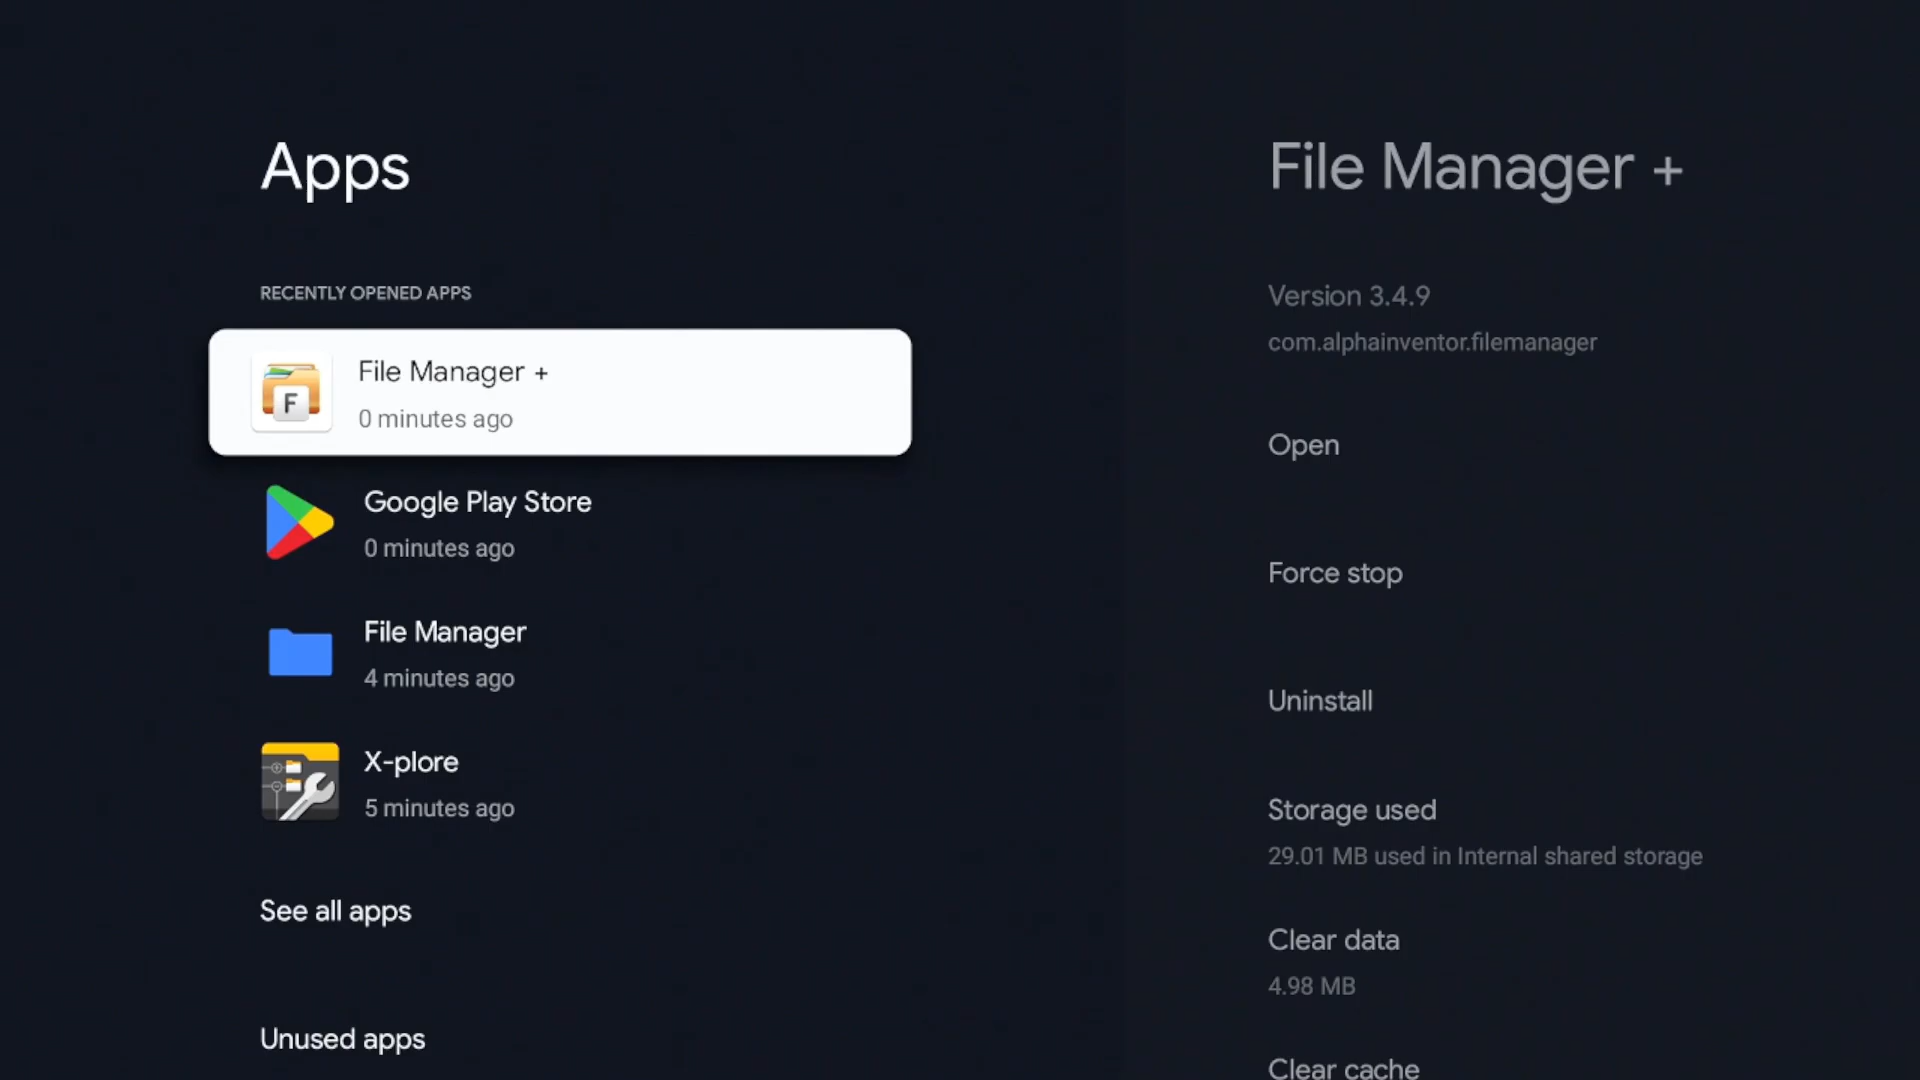 Apps
RECENTLY OPENED APPS
File Manager +
0 minutes ago
F
Google Play Store
0 minutes ago
File Manager
4 minutes ago
X-plore
5 minutes ago
See all apps
Unused apps
File Manager +
Version 3.4.9
com.alphainventor.filemanager
Open
Force stop
Uninstall
Storage used
29.01 MB used in Internal shared storage
Clear data
4.98 MB
Clear cache